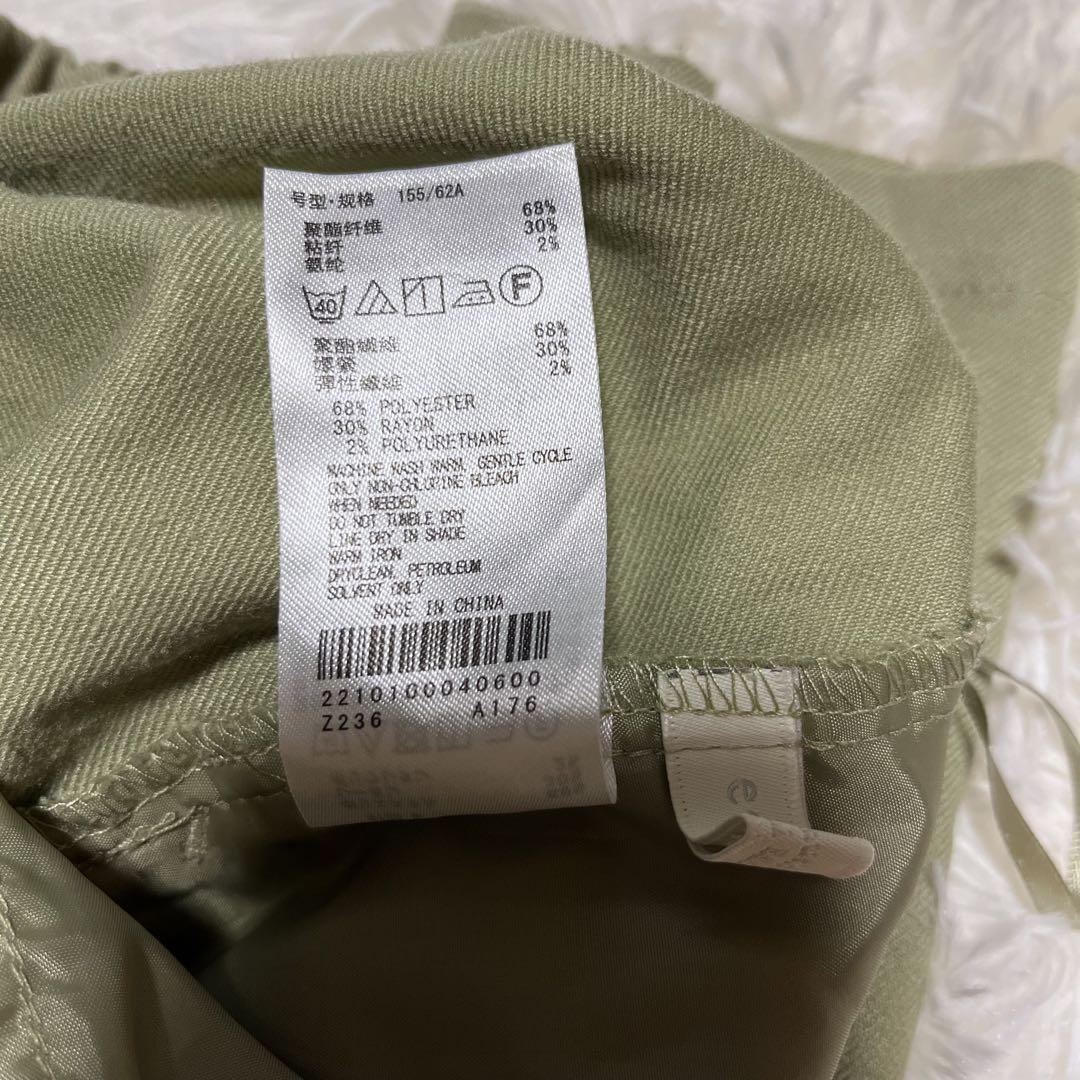 号型·规格 155/62A
聚酯纤维 68%
粘纤 30%
氨纶 2%
40 F
聚酯纖維 68%
嫘縈 30%
彈性纖維 2%
68% POLYESTER
30% RAYON
2% POLYURETHANE
MACHINE WASH WARM, GENTLE CYCLE
ONLY NON-CHLORINE BLEACH
WHEN NEEDED
DO NOT TUMBLE DRY
LINE DRY IN SHADE
WARM IRON
DRYCLEAN, PETROLEUM
SOLVENT ONLY
MADE IN CHINA
2210100040600
Z236 A176
e